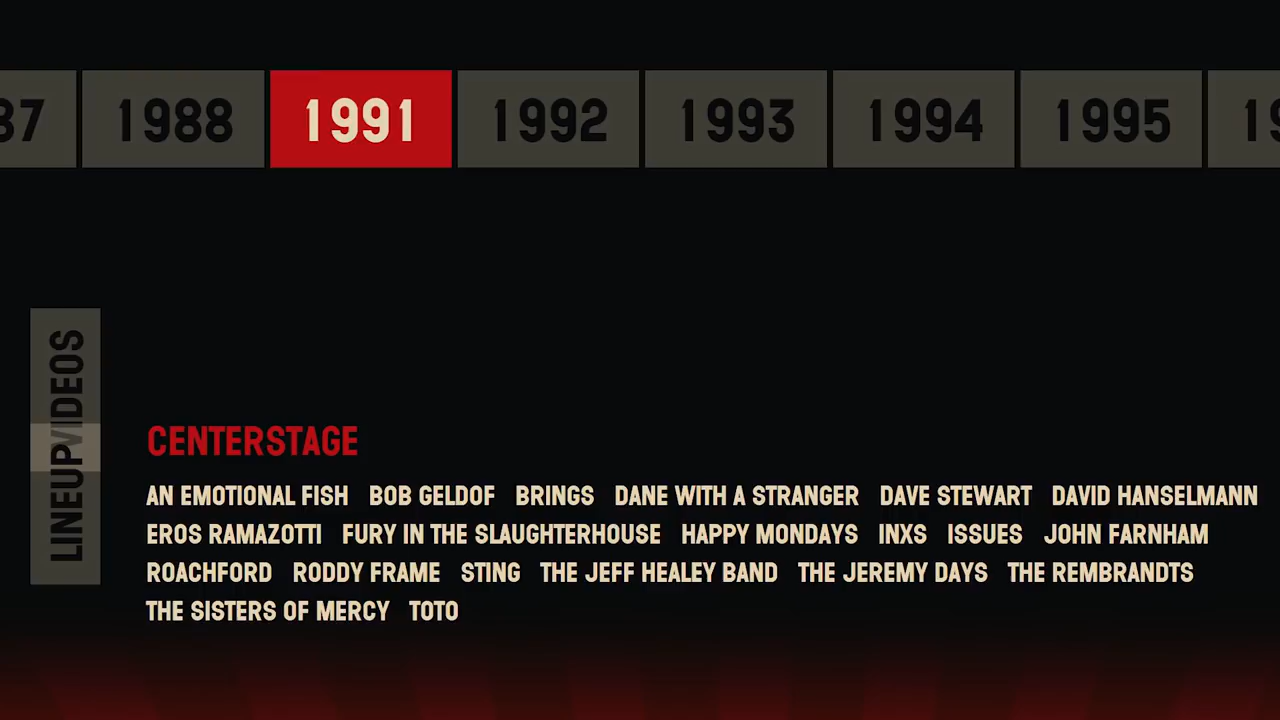 87 1988 1991 1992 1993 1994 1995 19
LINEUP VIDEOS
CENTERSTAGE
AN EMOTIONAL FISH BOB GELDOF BRINGS DANE WITH A STRANGER DAVE STEWART DAVID HANSELMANN
EROS RAMAZOTTI FURY IN THE SLAUGHTERHOUSE HAPPY MONDAYS INXS ISSUES JOHN FARNHAM
ROACHFORD RODDY FRAME STING THE JEFF HEALEY BAND THE JEREMY DAYS THE REMBRANDTS
THE SISTERS OF MERCY TOTO